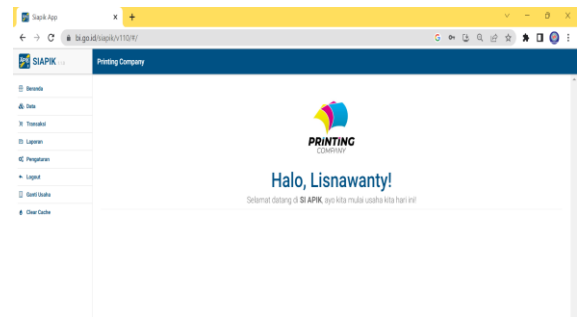 Siapik App
bi.go.id/siapik/v110/#/
SIAPIK
Printing Company
Beranda
Data
Transaksi
Laporan
Pengaturan
Logout
Ganti Usaha
Clear Cache
PRINTING
COMPANY
Halo, Lisnawanty!
Selamat datang di SI APIK, ayo kita mulai usaha kita hari ini!